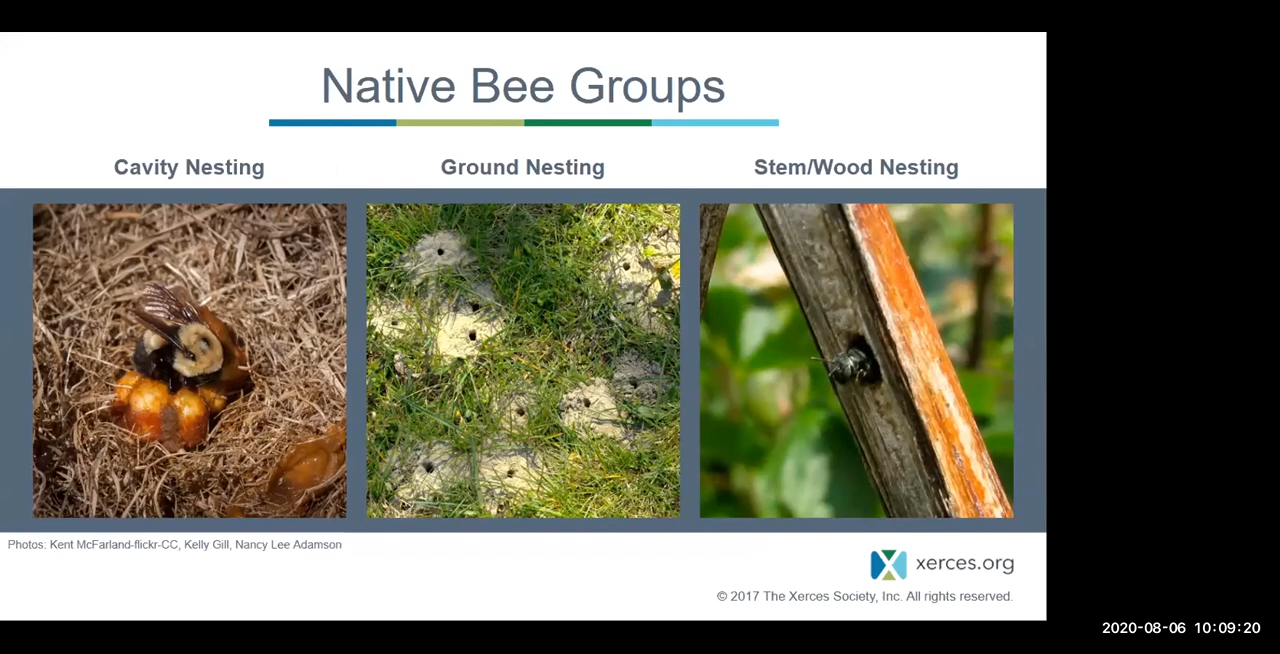 Native Bee Groups
Cavity Nesting
Ground Nesting
Stem/Wood Nesting
Photos: Kent McFarland-flickr-CC, Kelly Gill, Nancy Lee Adamson
xerces.org
© 2017 The Xerces Society, Inc. All rights reserved.
2020-08-06 10:09:20